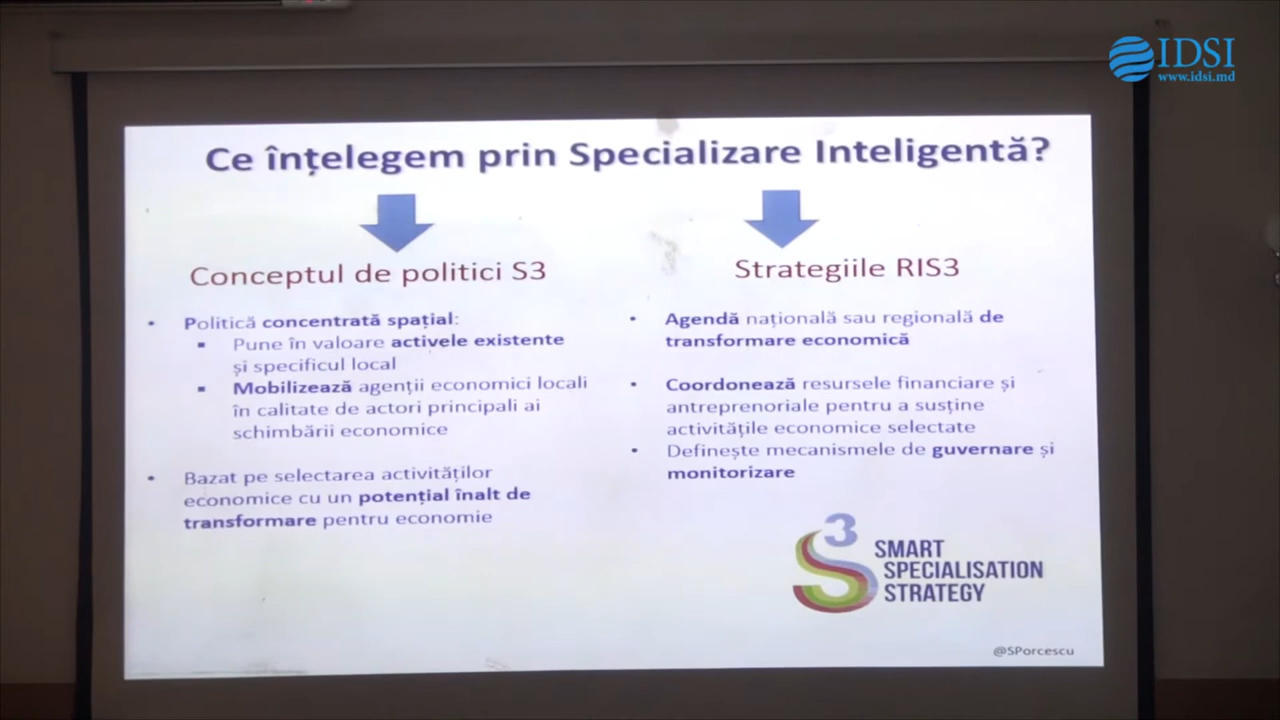 IDSI
www.idsi.md
Ce înțelegem prin Specializare Inteligentă?
Conceptul de politici S3
• Politică concentrată spațial:
▪ Pune în valoare activele existente
și specificul local
▪ Mobilizează agenții economici locali
în calitate de actori principali ai
schimbării economice
• Bazat pe selectarea activităților
economice cu un potențial înalt de
transformare pentru economie
Strategiile RIS3
• Agendă națională sau regională de
transformare economică
• Coordonează resursele financiare și
antreprenoriale pentru a susține
activitățile economice selectate
• Definește mecanismele de guvernare și
monitorizare
S3 SMART
SPECIALISATION
STRATEGY
@SPorcescu